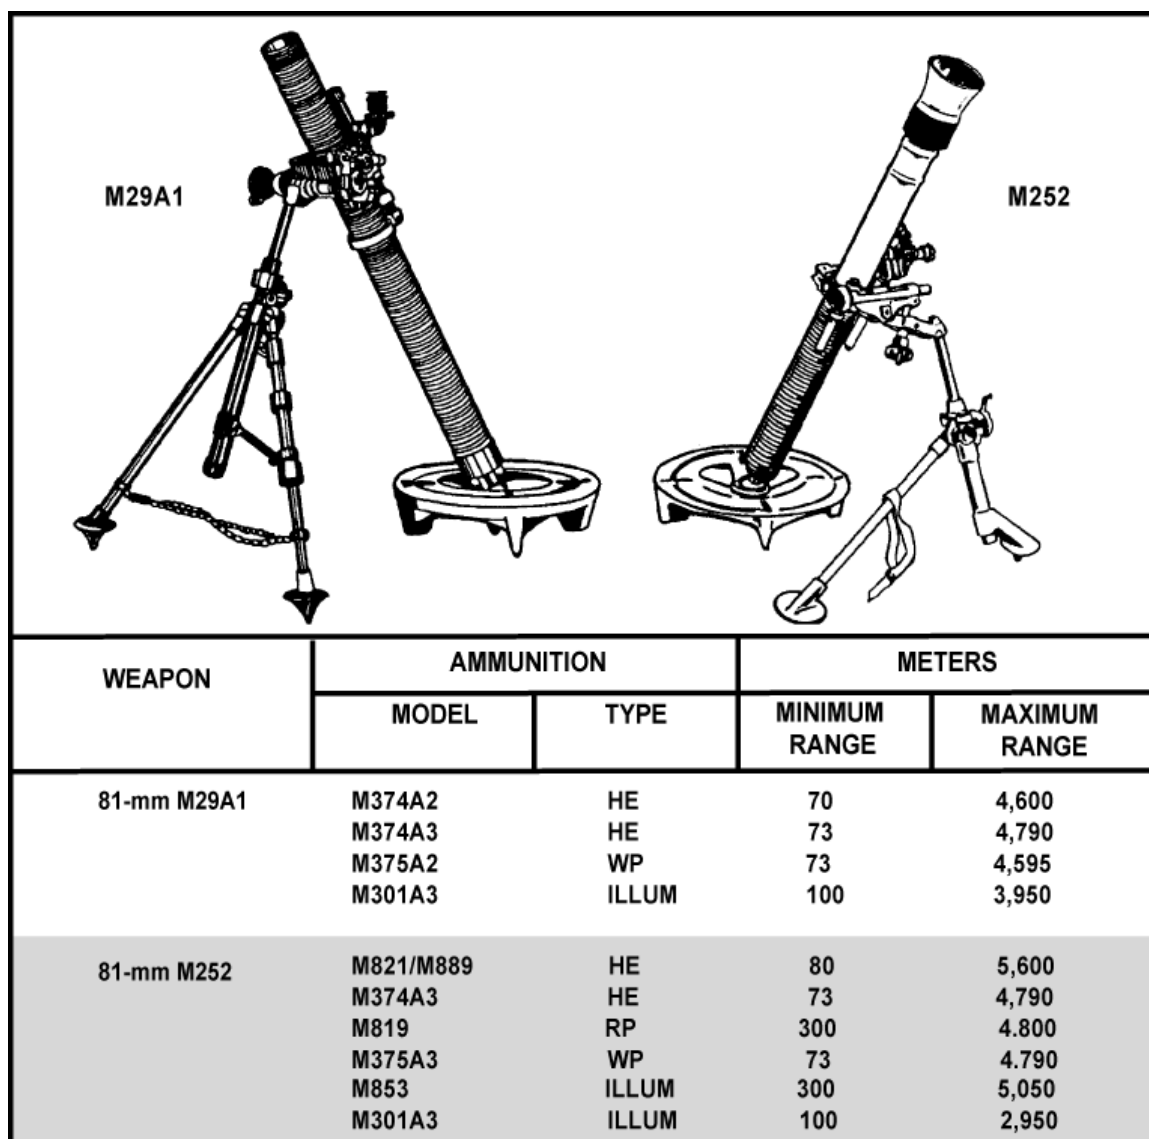 M29A1
M252
WEAPON
AMMUNITION
METERS
MODEL
TYPE
MINIMUM RANGE
MAXIMUM RANGE
81-mm M29A1 M374A2 HE 70 4,600
M374A3 HE 73 4,790
M375A2 WP 73 4,595
M301A3 ILLUM 100 3,950
81-mm M252 M821/M889 HE 80 5,600
M374A3 HE 73 4,790
M819 RP 300 4.800
M375A3 WP 73 4.790
M853 ILLUM 300 5,050
M301A3 ILLUM 100 2,950